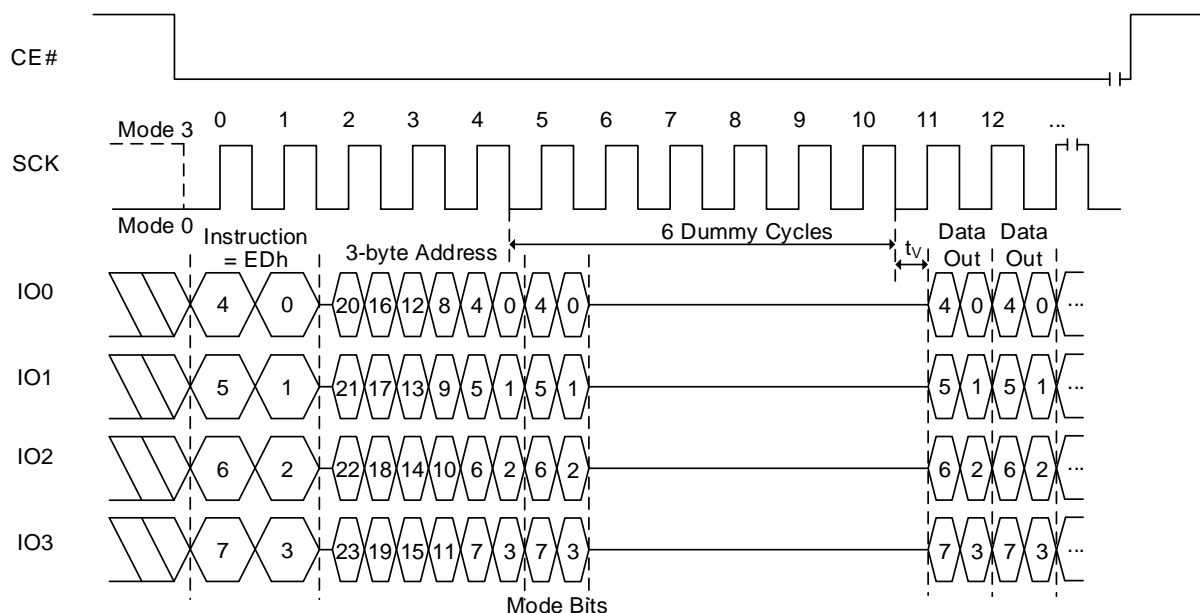 CE#
Mode 3
0 1 2 3 4 5 6 7 8 9 10 11 12 ...
SCK
Mode 0
Instruction
= EDh
3-byte Address
6 Dummy Cycles
tV
Data
Out
Data
Out
IO0 4 0 20 16 12 8 4 0 4 0 4 0 4 0 ...
IO1 5 1 21 17 13 9 5 1 5 1 5 1 5 1 ...
IO2 6 2 22 18 14 10 6 2 6 2 6 2 6 2 ...
IO3 7 3 23 19 15 11 7 3 7 3 7 3 7 3 ...
Mode Bits